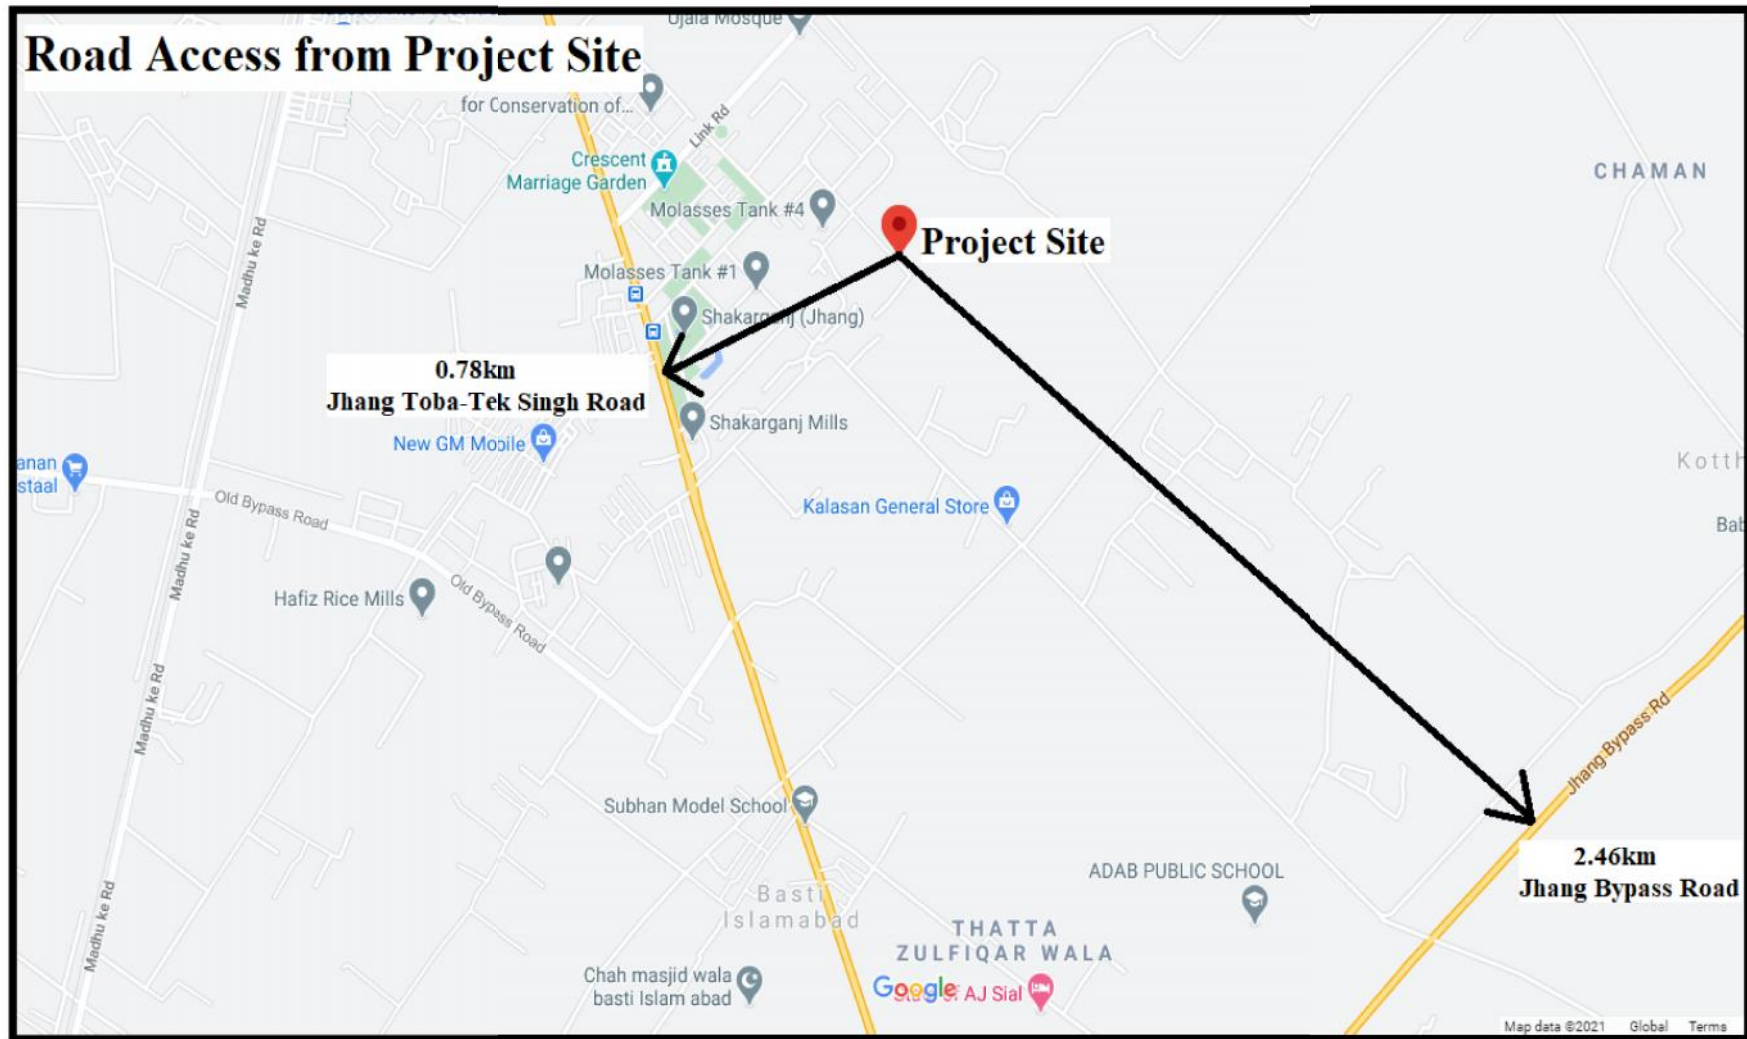 Road Access from Project Site
Ujala Mosque
for Conservation of...
Link Rd
Crescent
Marriage Garden
CHAMAN
Molasses Tank #4
Project Site
Madhu ke Rd
Molasses Tank #1
Shakarganj (Jhang)
0.78km
Jhang Toba-Tek Singh Road
Shakarganj Mills
New GM Mobile
anan
staal
Kotth
Old Bypass Road
Kalasan General Store
Bab
Madhu ke Rd
Hafiz Rice Mills
Old Bypass Road
Madhu ke Rd
Jhang Bypass Rd
Subhan Model School
2.46km
Jhang Bypass Road
ADAB PUBLIC SCHOOL
Basti
Islamabad
Madhu ke Rd
THATTA
ZULFIQAR WALA
Chah masjid wala
basti Islam abad
Google
AJ Sial
Map data ©2021 Global Terms